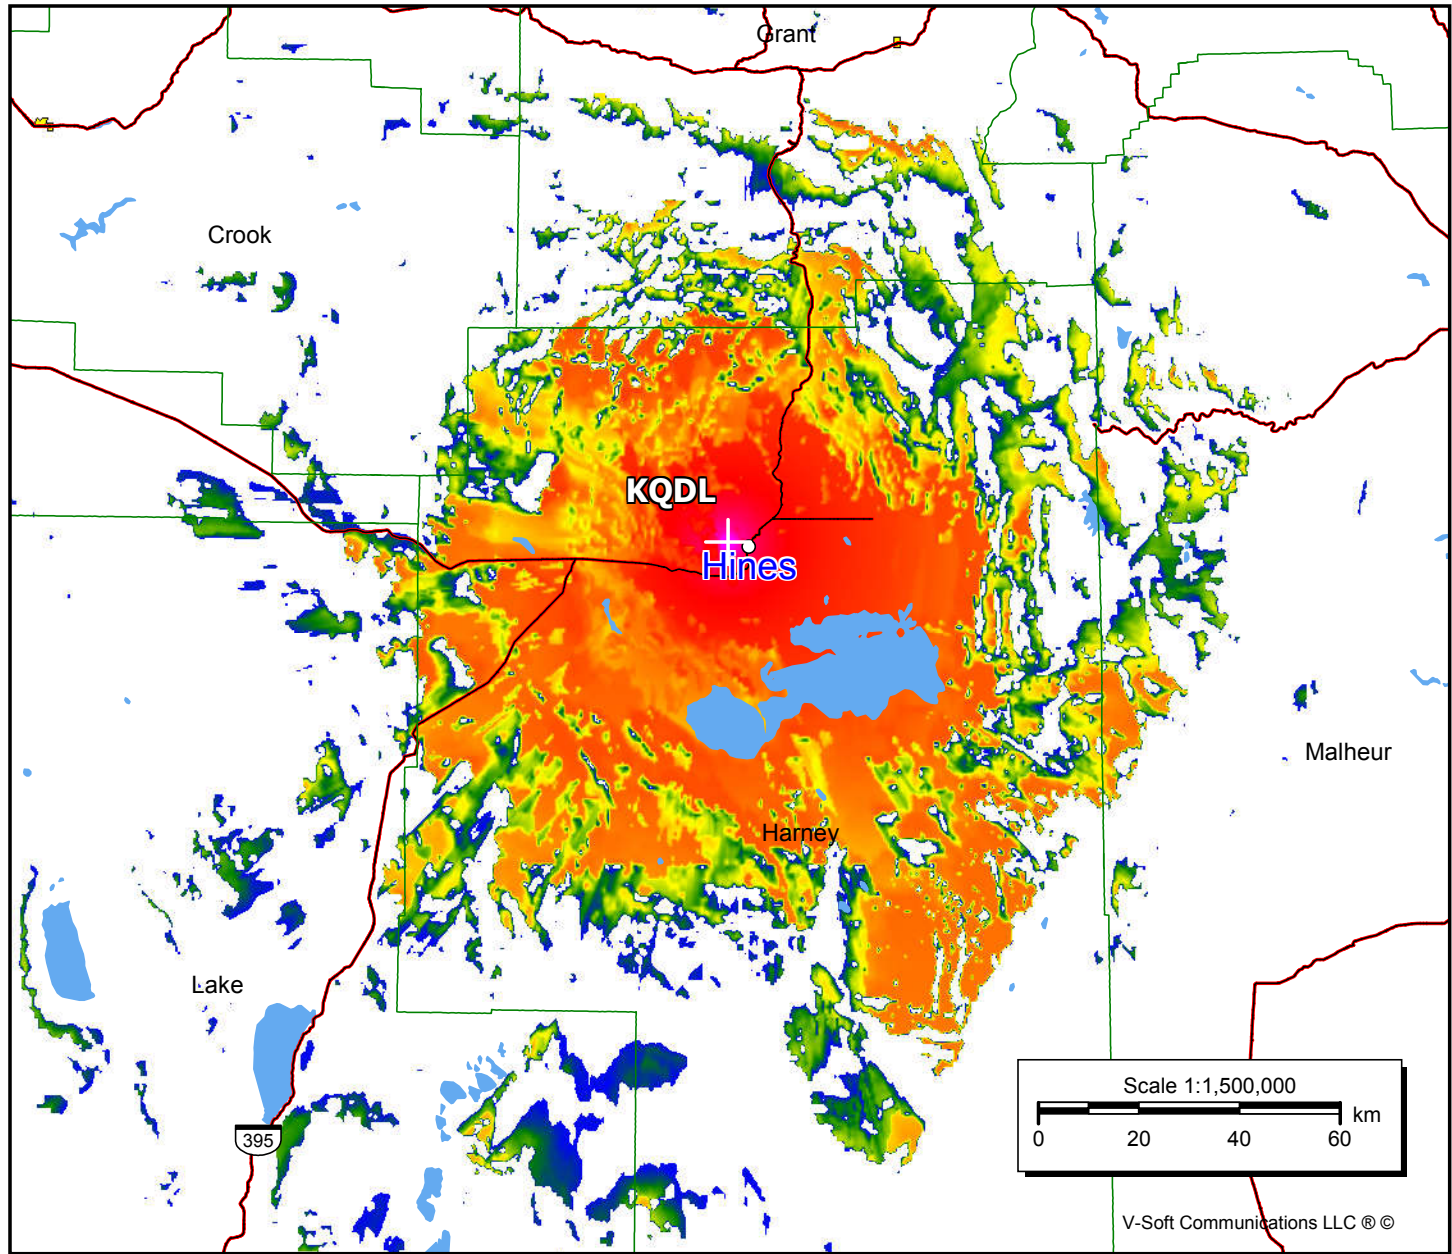 Grant
Crook
KQDL
Hines
Malheur
Harney
Lake
395
Scale 1:1,500,000
km
0 20 40 60
V-Soft Communications LLC ® ©